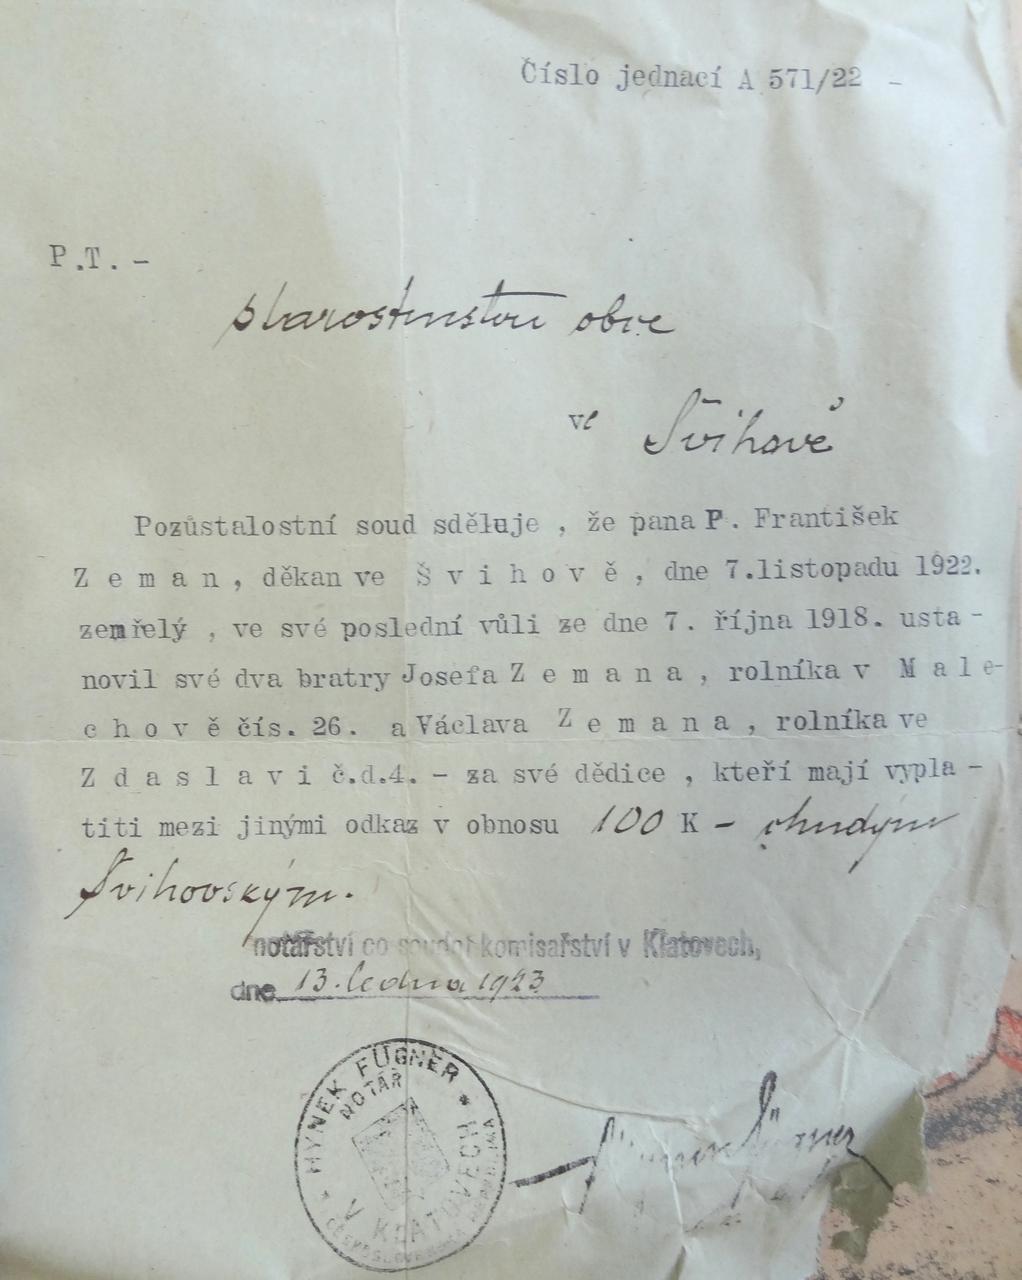 Číslo jednací A 571/22 -
P.T. -
starostenstvu obce
ve Švihově
Pozůstalostní soud sděluje , že pana P. František
Z e m a n , děkan ve Š v i h o v ě , dne 7.listopadu 1922.
zemřelý , ve své poslední vůli ze dne 7. října 1918. usta -
novil své dva bratry Josefa Z e m a n a , rolníka v M a l e-
c h o v ě čís. 26. a Václava Z e m a n a , rolníka ve
Z d a s l a v i č.d.4. - za své dědice , kteří mají vypla -
titi mezi jinými odkaz v obnosu 100 K - chudým
Švihovským.
notářství co soudní komisařství v Klatovech,
dne 13. ledna 1923
HYNEK FÜGNER
NOTÁŘ
V KLATOVECH
ČESKOSLOVENSKÁ REPUBLIKA